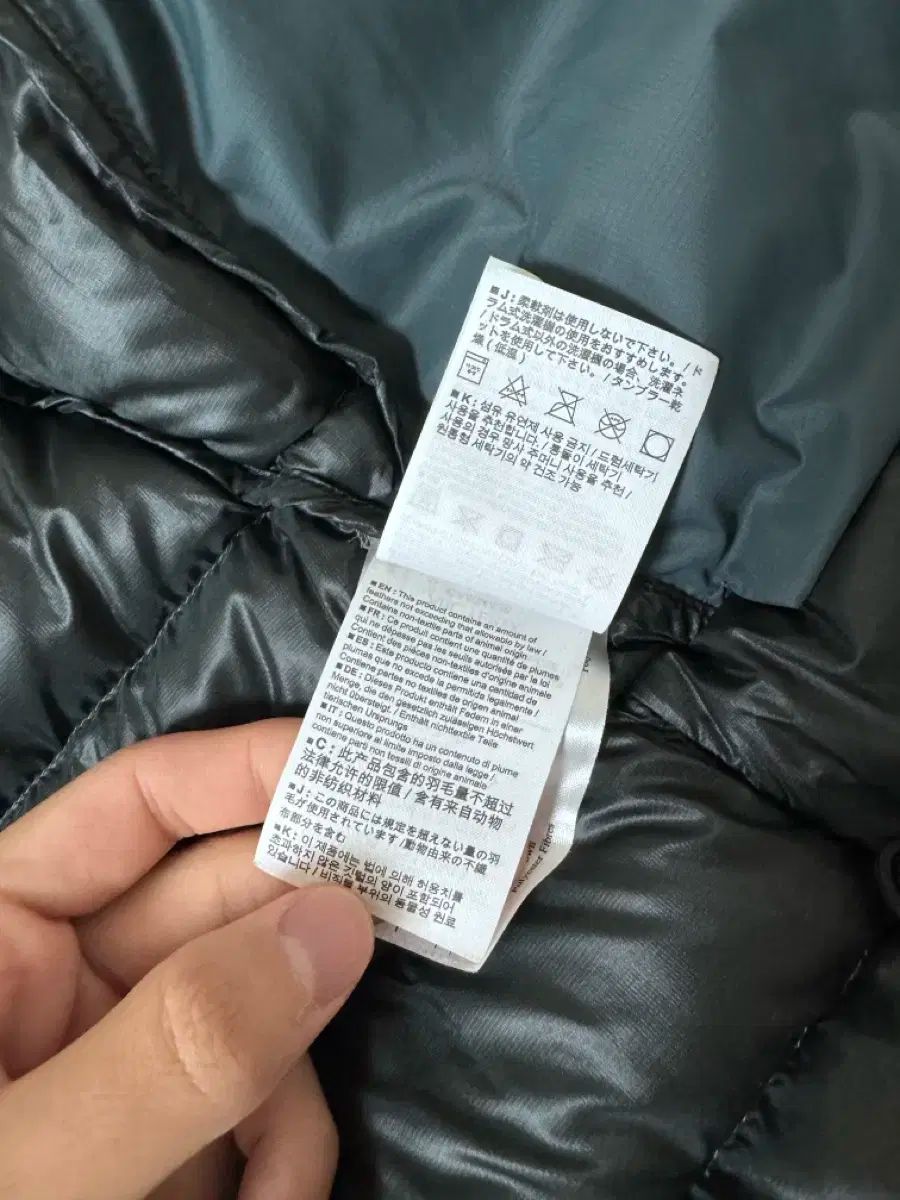 ■J:柔軟剤は使用しないで下さい。/ド
ラム式洗濯機の使用をおすすめします。
/ドラム式以外の洗濯機の場合、洗濯ネ
ットを使用して下さい。/タンブラー乾
燥(低温)
■K:섬유 유연제 사용 금지/드럼세탁기
사용을 추천합니다./통돌이 세탁기
사용의 경우 망사 주머니 사용을 추천/
원통형 세탁기의 약 건조 가능
■EN: This product contains an amount of
feathers not exceeding that allowable by law /
Contains non-textile parts of animal origin
■FR: Ce produit contient une quantité de plumes
qui ne dépasse pas les seuils autorisés par la loi
Contient des pièces non-textiles d'origine animale
■ES: Este producto contiene una cantidad de
plumas que no excede la permitida legalmente /
Contiene partes no textiles de origen animal
■DE: Dieses Produkt enthält Federn in einer
Menge, die den gesetzlich zulässigen Höchstwert
nicht übersteigt. / Enthält nichttextile Teile
tierischen Ursprungs
■IT: Questo prodotto ha un contenuto di piume
non superiore al limite imposto dalla legge /
contiene parti non tessili di origine animale
■C:此产品包含的羽毛量不超过
法律允许的限值/含有来自动物
的非纺织材料
■J:この商品には規定を超えない量の羽
毛が使用されています/動物由来の不織
布部分を含む
■K:이 제품에는 법에 의해 허용치를
초과하지 않은 깃털의 양이 포함되어
있습니다/비직물 부위의 동물성 원료
Polyester Fibres